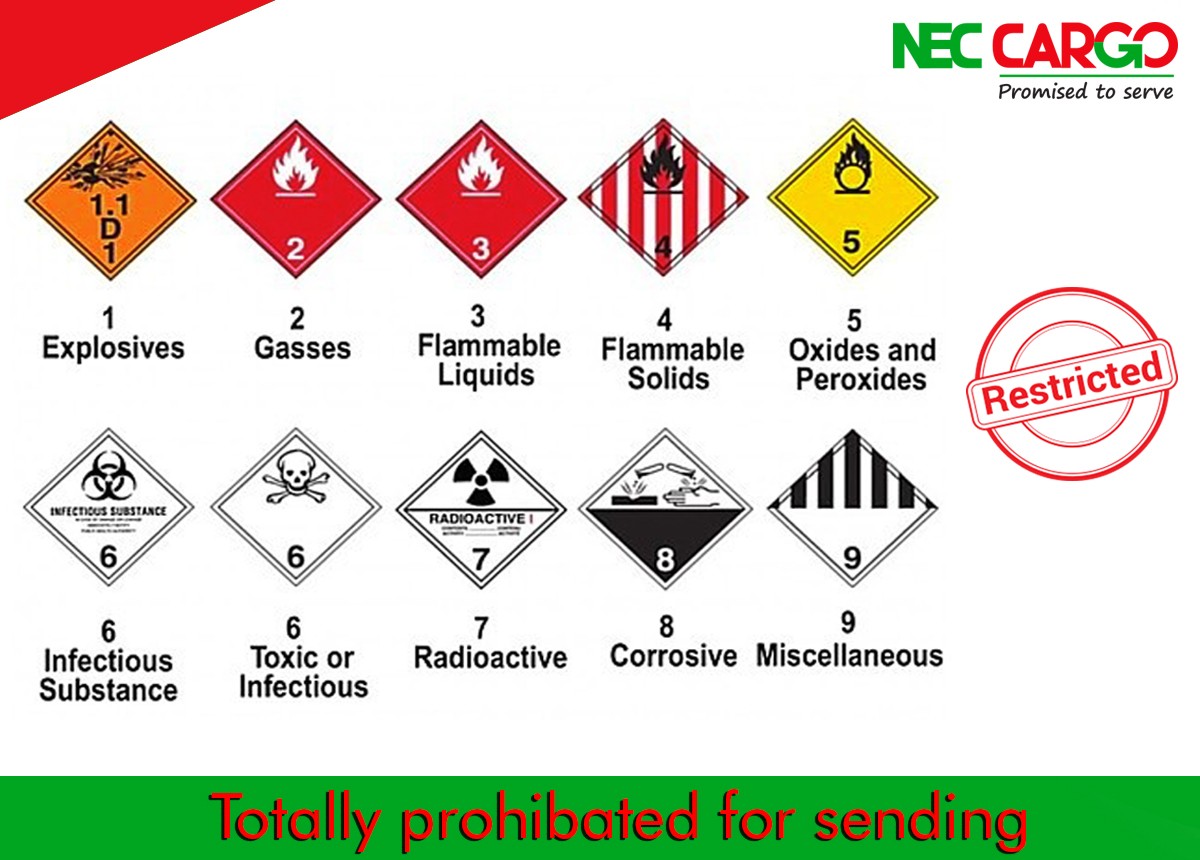 NEC CARGO
Promised to serve
1.1
D
1
2
3
4
5
1
Explosives
2
Gasses
3
Flammable
Liquids
4
Flammable
Solids
5
Oxides and
Peroxides
Restricted
INFECTIOUS SUBSTANCE
6
6
RADIOACTIVE I
7
8
9
6
Infectious
Substance
6
Toxic or
Infectious
7
Radioactive
8
Corrosive
9
Miscellaneous
Totally prohibated for sending